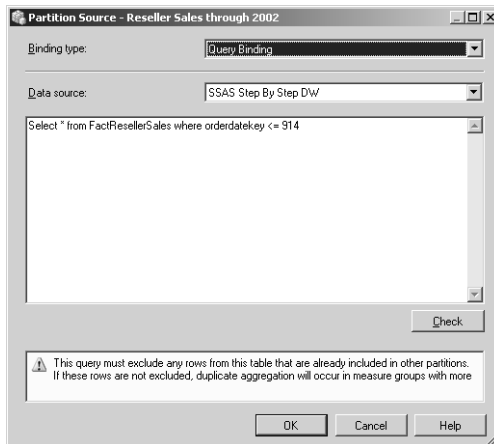 Partition Source - Reseller Sales through 2002
Binding type:
Query Binding
Data source:
SSAS Step By Step DW
Select * from FactResellerSales where orderdatekey <= 914
Check
This query must exclude any rows from this table that are already included in other partitions.
If these rows are not excluded, duplicate aggregation will occur in measure groups with more
OK Cancel Help